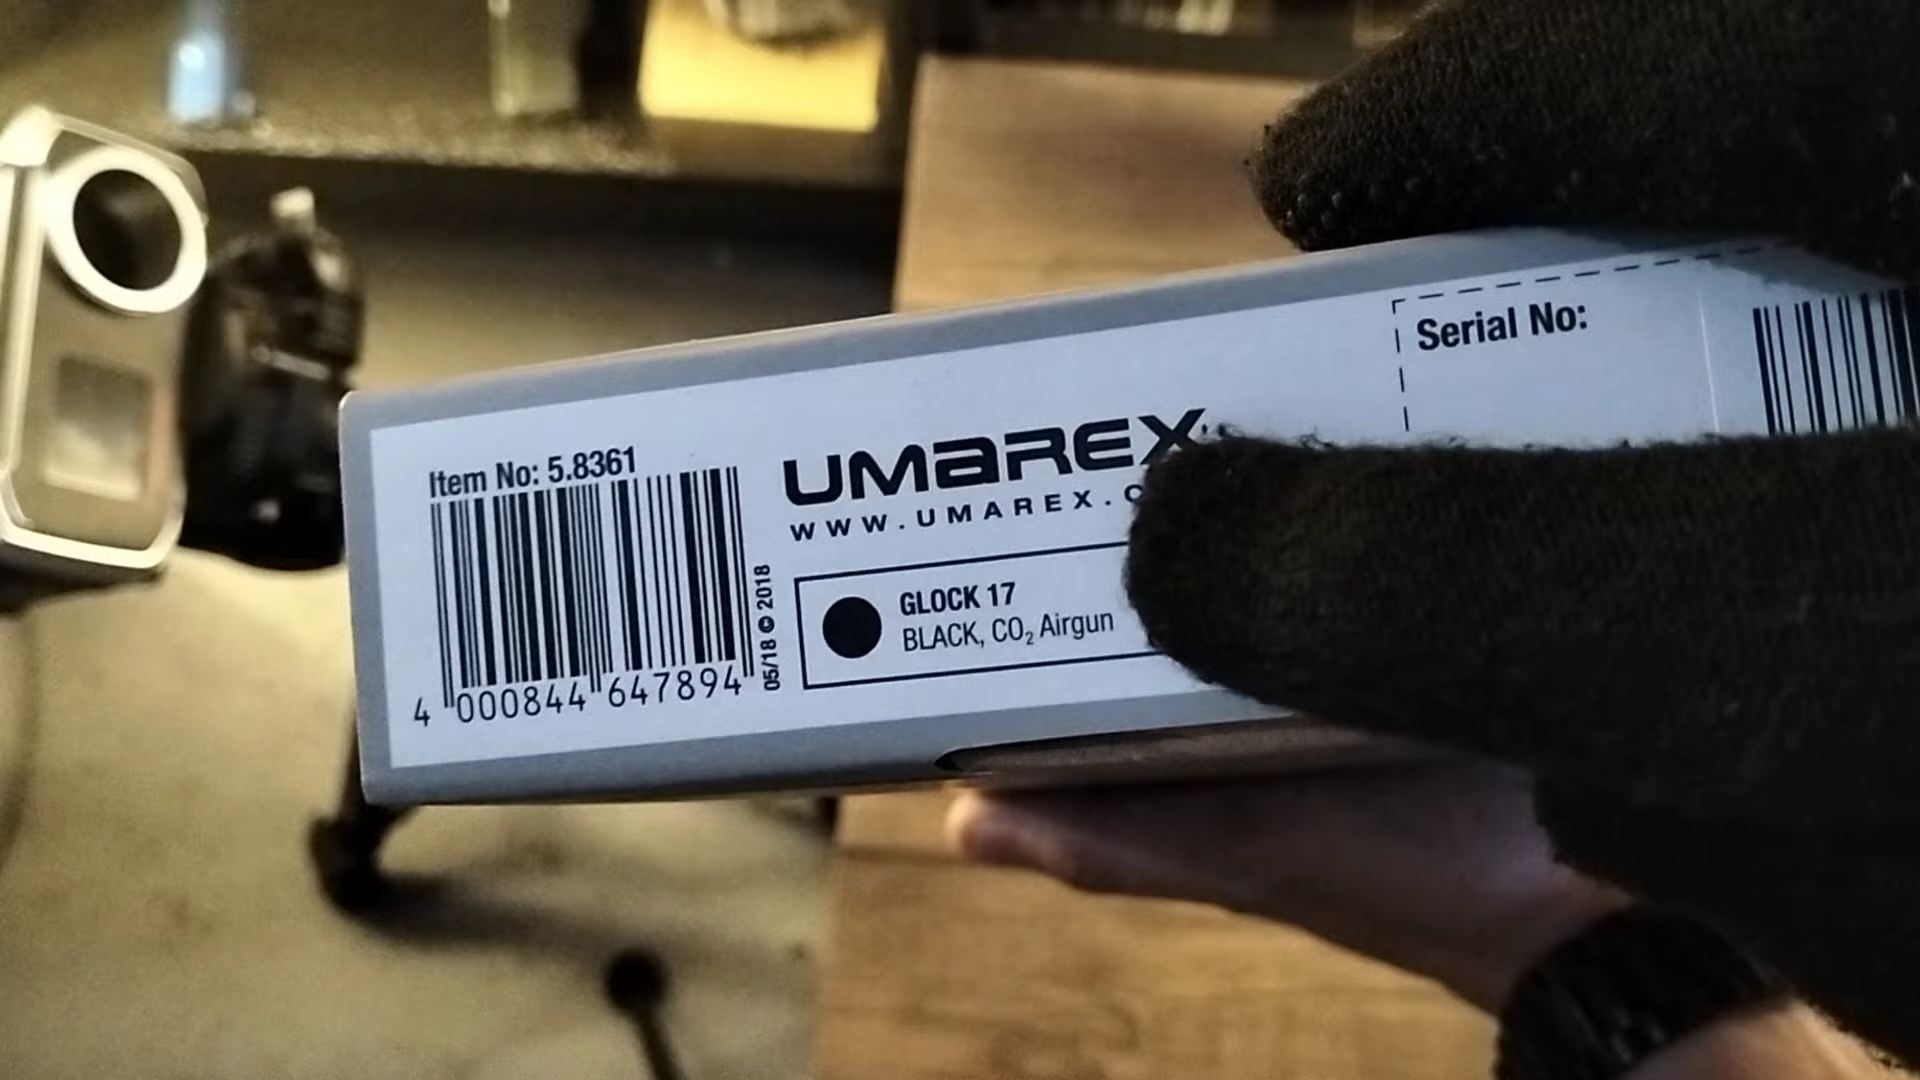 Serial No:
Item No: 5.8361
UMAREX
WWW.UMAREX.
05/18 © 2018
GLOCK 17
BLACK, CO₂ Airgun
4 000844 647894